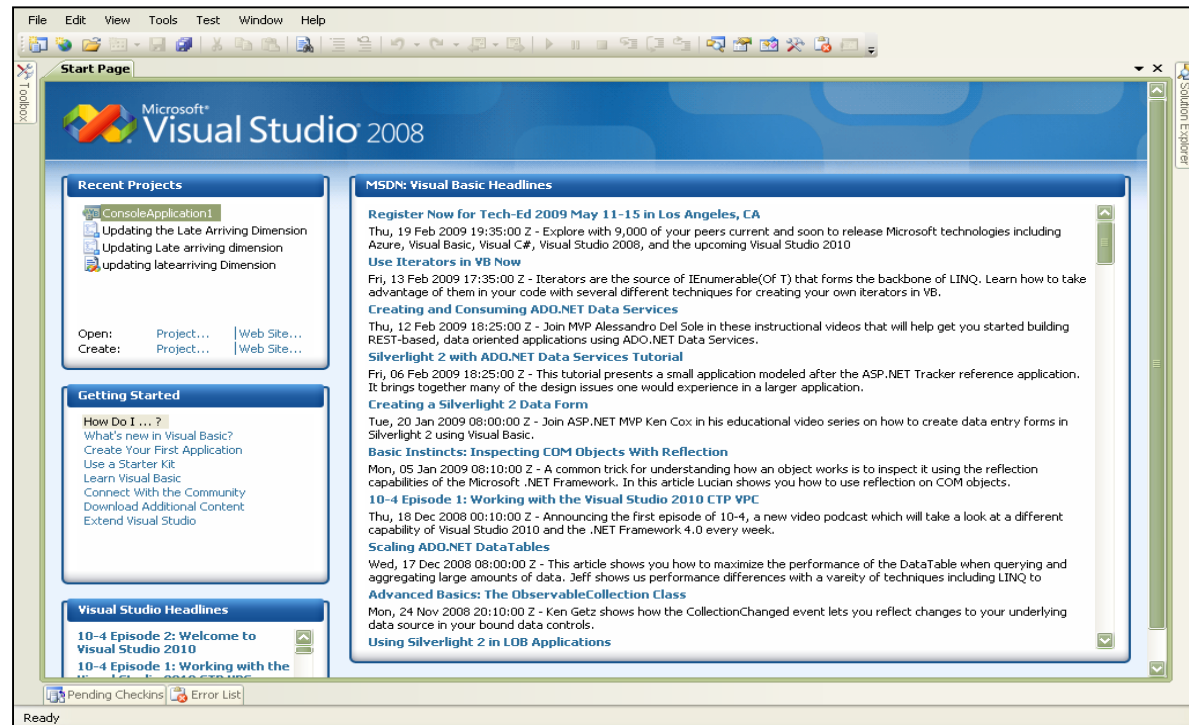 File Edit View Tools Test Window Help
Start Page
Toolbox
Solution Explorer
Microsoft®
Visual Studio® 2008
Recent Projects
ConsoleApplication1
Updating the Late Arriving Dimension
Updating Late arriving dimension
updating latearriving Dimension
Open: Project... Web Site...
Create: Project... Web Site...
Getting Started
How Do I ... ?
What's new in Visual Basic?
Create Your First Application
Use a Starter Kit
Learn Visual Basic
Connect With the Community
Download Additional Content
Extend Visual Studio
Visual Studio Headlines
10-4 Episode 2: Welcome to
Visual Studio 2010
10-4 Episode 1: Working with the
Visual Studio 2010 CTP VPC
MSDN: Visual Basic Headlines
Register Now for Tech-Ed 2009 May 11-15 in Los Angeles, CA
Thu, 19 Feb 2009 19:35:00 Z - Explore with 9,000 of your peers current and soon to release Microsoft technologies including
Azure, Visual Basic, Visual C#, Visual Studio 2008, and the upcoming Visual Studio 2010
Use Iterators in VB Now
Fri, 13 Feb 2009 17:35:00 Z - Iterators are the source of IEnumerable(Of T) that forms the backbone of LINQ. Learn how to take
advantage of them in your code with several different techniques for creating your own iterators in VB.
Creating and Consuming ADO.NET Data Services
Thu, 12 Feb 2009 18:25:00 Z - Join MVP Alessandro Del Sole in these instructional videos that will help get you started building
REST-based, data oriented applications using ADO.NET Data Services.
Silverlight 2 with ADO.NET Data Services Tutorial
Fri, 06 Feb 2009 18:25:00 Z - This tutorial presents a small application modeled after the ASP.NET Tracker reference application.
It brings together many of the design issues one would experience in a larger application.
Creating a Silverlight 2 Data Form
Tue, 20 Jan 2009 08:00:00 Z - Join ASP.NET MVP Ken Cox in his educational video series on how to create data entry forms in
Silverlight 2 using Visual Basic.
Basic Instincts: Inspecting COM Objects With Reflection
Mon, 05 Jan 2009 08:10:00 Z - A common trick for understanding how an object works is to inspect it using the reflection
capabilities of the Microsoft .NET Framework. In this article Lucian shows you how to use reflection on COM objects.
10-4 Episode 1: Working with the Visual Studio 2010 CTP VPC
Thu, 18 Dec 2008 00:10:00 Z - Announcing the first episode of 10-4, a new video podcast which will take a look at a different
capability of Visual Studio 2010 and the .NET Framework 4.0 every week.
Scaling ADO.NET DataTables
Wed, 17 Dec 2008 08:00:00 Z - This article shows you how to maximize the performance of the DataTable when querying and
aggregating large amounts of data. Jeff shows us performance differences with a vareity of techniques including LINQ to
Advanced Basics: The ObservableCollection Class
Mon, 24 Nov 2008 20:10:00 Z - Ken Getz shows how the CollectionChanged event lets you reflect changes to your underlying
data source in your bound data controls.
Using Silverlight 2 in LOB Applications
Pending Checkins Error List
Ready